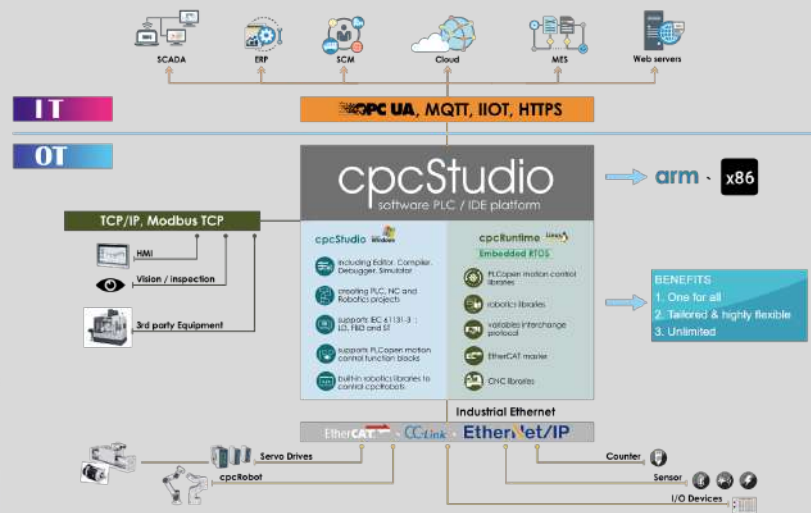 SCADA
ERP
SCM
Cloud
MES
Web servers
IT
OPC UA, MQTT, IIOT, HTTPS
OT
cpcStudio
software PLC / IDE platform
arm 、 x86
TCP/IP, Modbus TCP
HMI
Vision / inspection
3rd party Equipment
cpcStudio Windows
including Editor, Compiler,
Debugger, Simulator
creating PLC, NC and
Robotics projects
supports IEC 61131-3 :
LD, FBD and ST
supports PLCopen motion
control function blocks
built-in robotics libraries to
control cpcRobots
cpcRuntime Linux
Embedded RTOS
PLCopen motion control
libraries
robotics libraries
variables interchange
protocol
EtherCAT master
CNC libraries
BENEFITS
1. One for all
2. Tailored & highly flexible
3. Unlimited
Industrial Ethernet
EtherCAT 、 CC-Link 、 EtherNet/IP
Servo Drives
cpcRobot
Counter
Sensor
I/O Devices